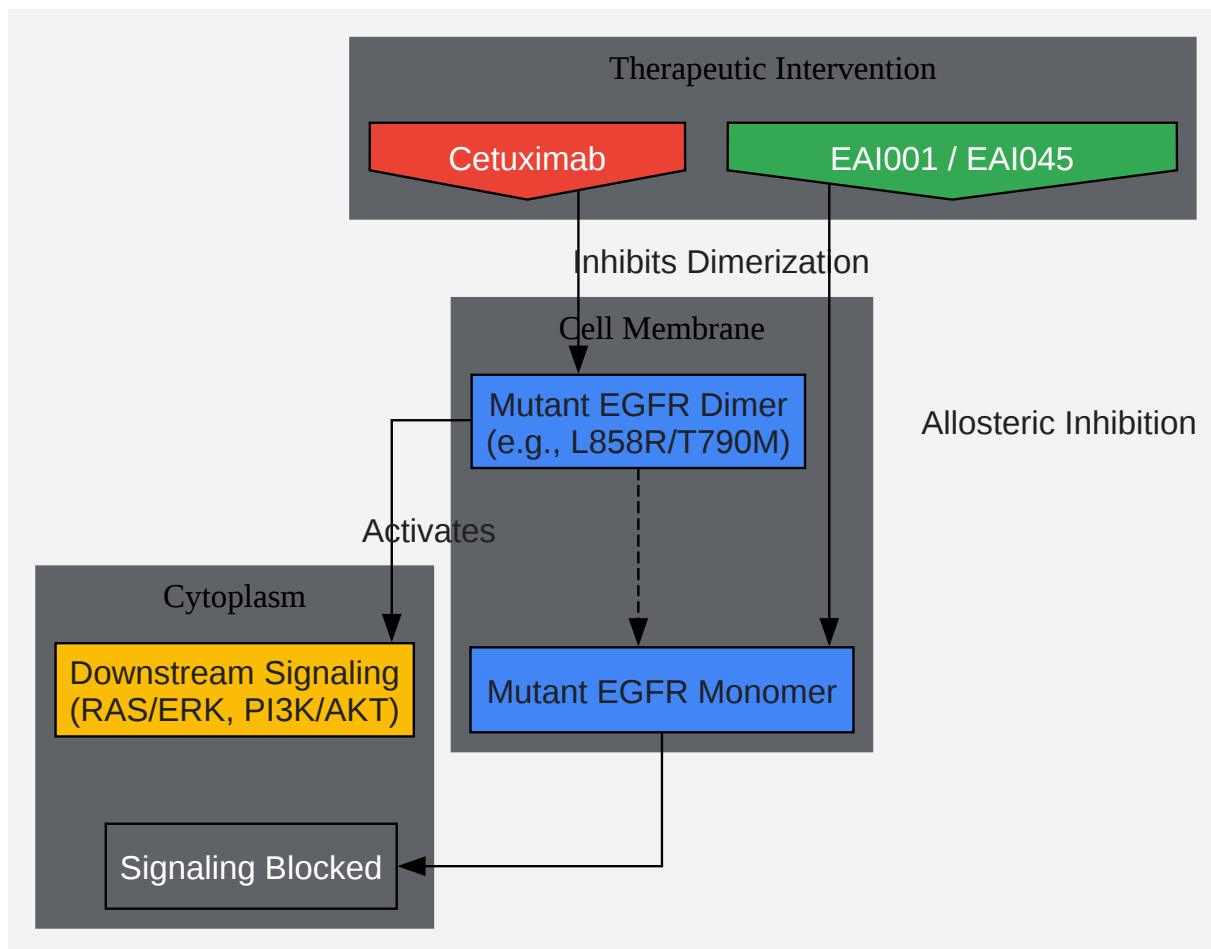 Therapeutic Intervention
Cetuximab
EAI001 / EAI045
Inhibits Dimerization
Cell Membrane
Mutant EGFR Dimer
(e.g., L858R/T790M)
Allosteric Inhibition
Activates
Cytoplasm
Downstream Signaling
(RAS/ERK, PI3K/AKT)
Mutant EGFR Monomer
Signaling Blocked